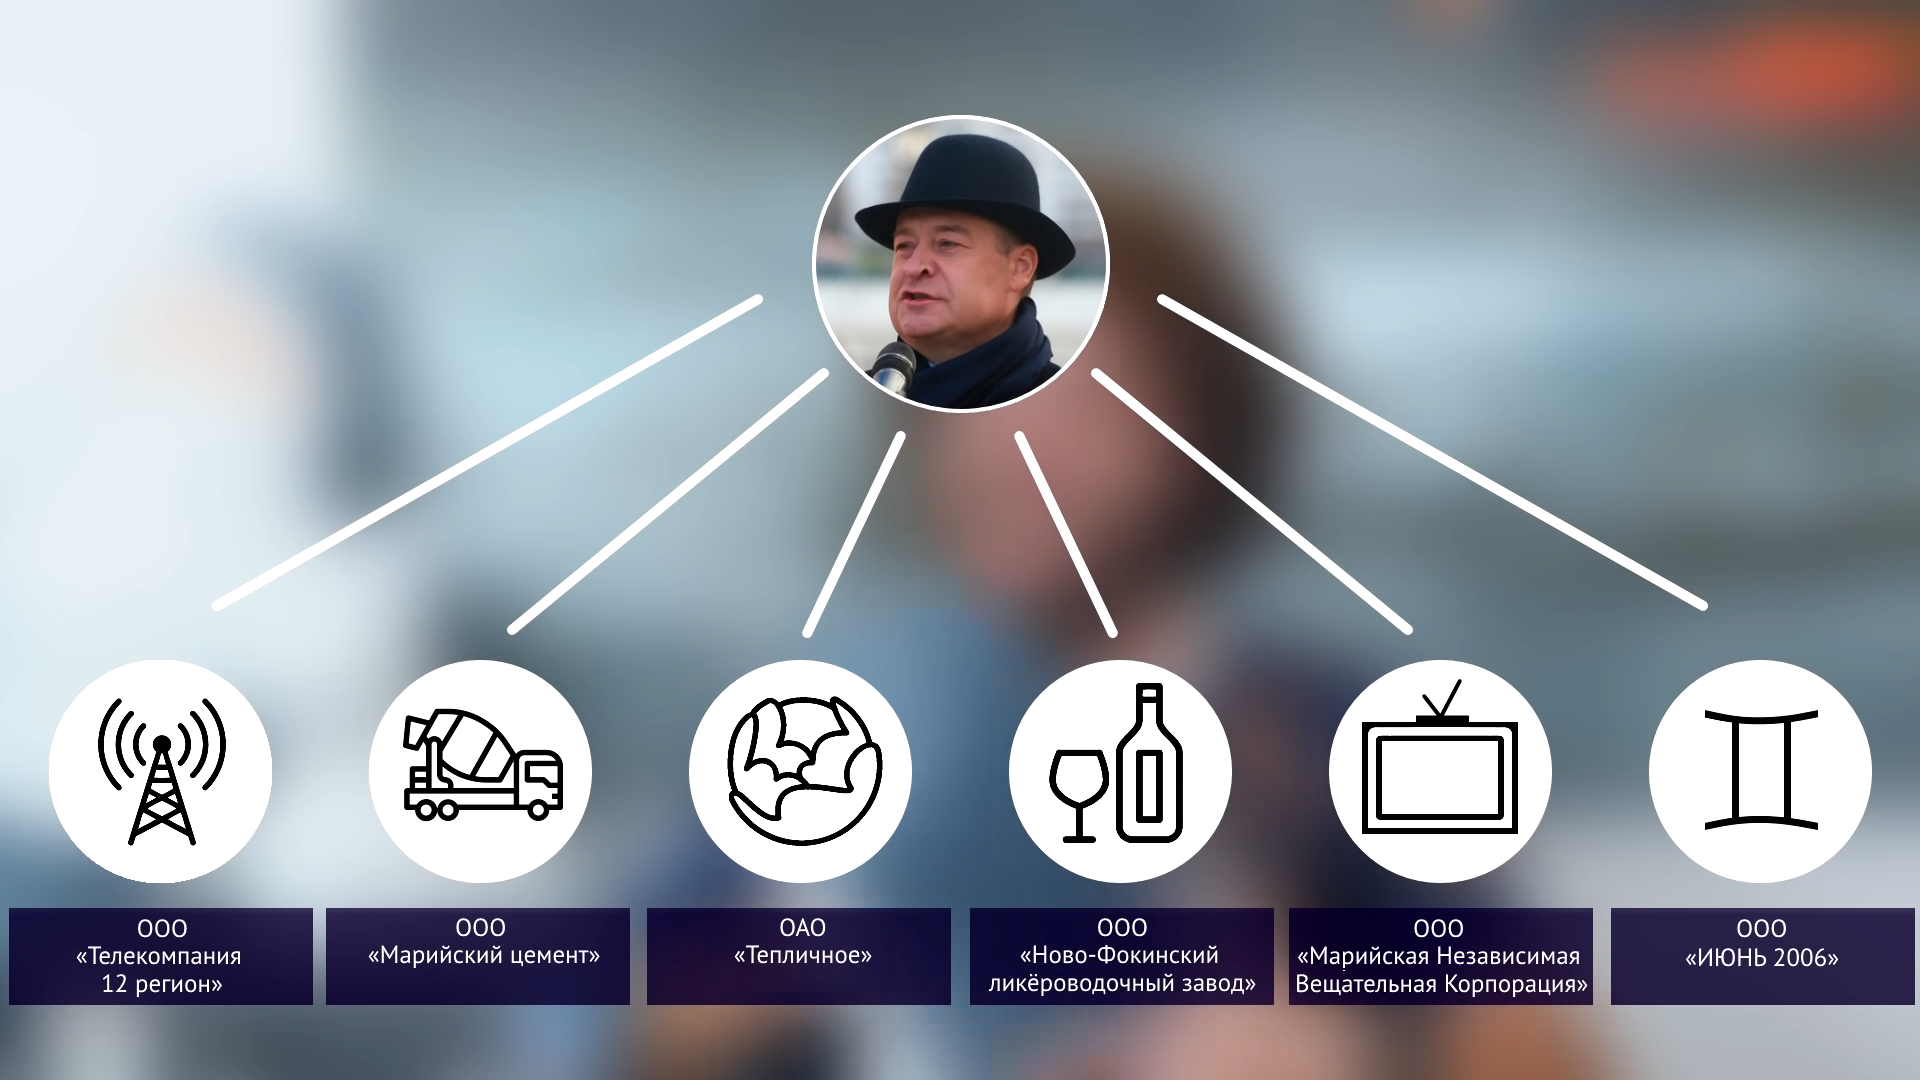 ООО
«Телекомпания
12 регион»
ООО
«Марийский цемент»
ОАО
«Тепличное»
ООО
«Ново-Фокинский
ликёроводочный завод»
ООО
«Марийская Независимая
Вещательная Корпорация»
ООО
«ИЮНЬ 2006»